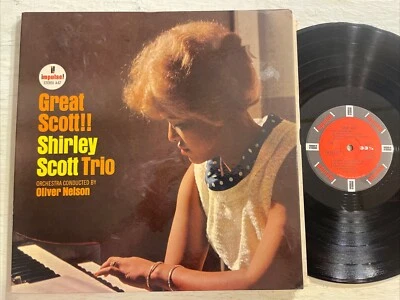 impulse!
STEREO A-67
Great
Scott!!
Shirley
Scott Trio
ORCHESTRA CONDUCTED BY
Oliver Nelson